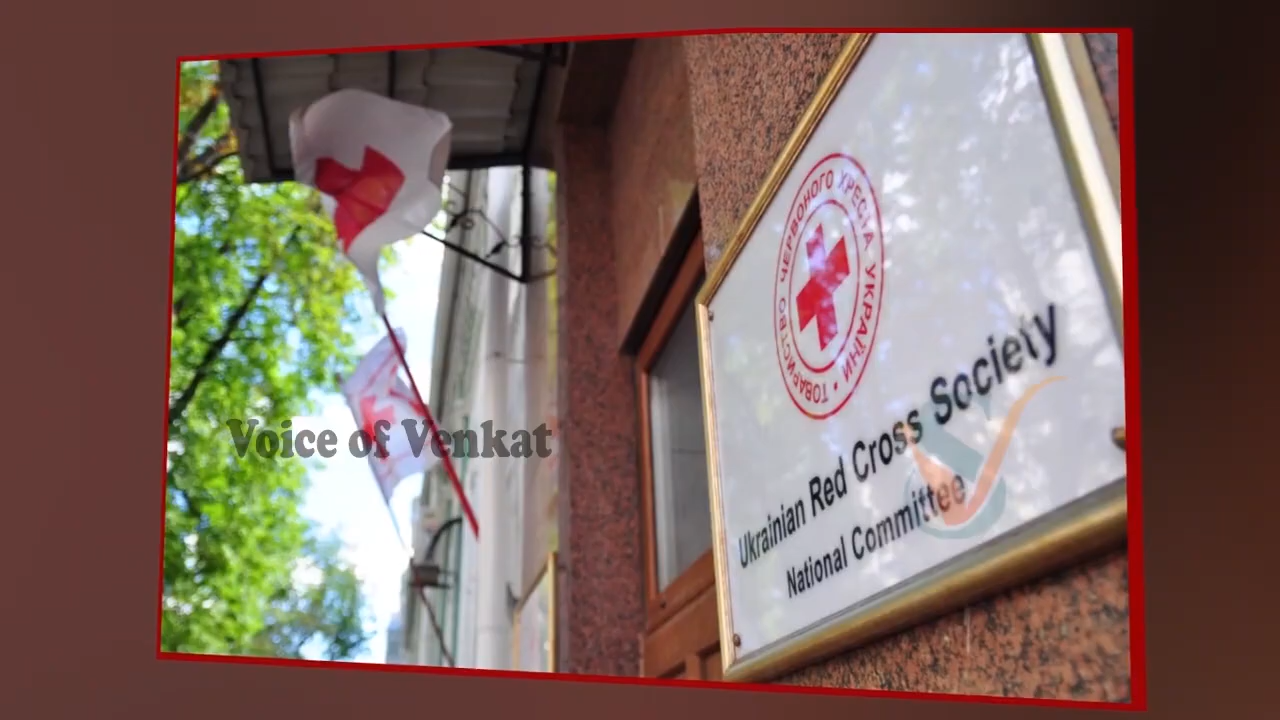 ТОВАРИСТВО ЧЕРВОНОГО ХРЕСТА УКРАЇНИ •
Ukrainian Red Cross Society
National Committee
Voice of Venkat